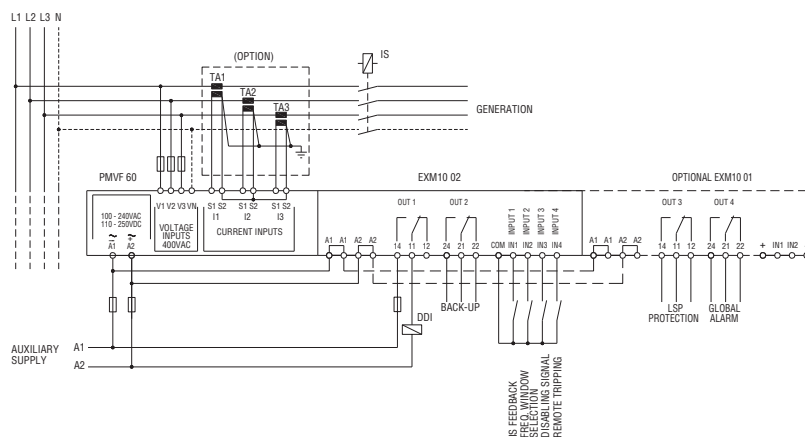 L1 L2 L3 N
(OPTION)
IS
TA1
TA2
TA3
GENERATION
PMVF 60
EXM10 02
OPTIONAL EXM10 01
100 - 240VAC
110 - 250VDC
~ ~
- +
A1 A2
V1 V2 V3 VN
VOLTAGE
INPUTS
400VAC
S1 S2 S1 S2 S1 S2
I1 I2 I3
CURRENT INPUTS
OUT 1 OUT 2
INPUT 1
INPUT 2
INPUT 3
INPUT 4
OUT 3 OUT 4
A1 A1 A2 A2
14 11 12
24 21 22
COM IN1 IN2 IN3 IN4
A1 A1 A2 A2
14 11 12
24 21 22
+ IN1 IN2
BACK-UP
DDI
LSP
PROTECTION
GLOBAL
ALARM
AUXILIARY
SUPPLY
A1
A2
IS FEEDBACK
FREQ. WINDOW
SELECTION
DISABLING SIGNAL
REMOTE TRIPPING